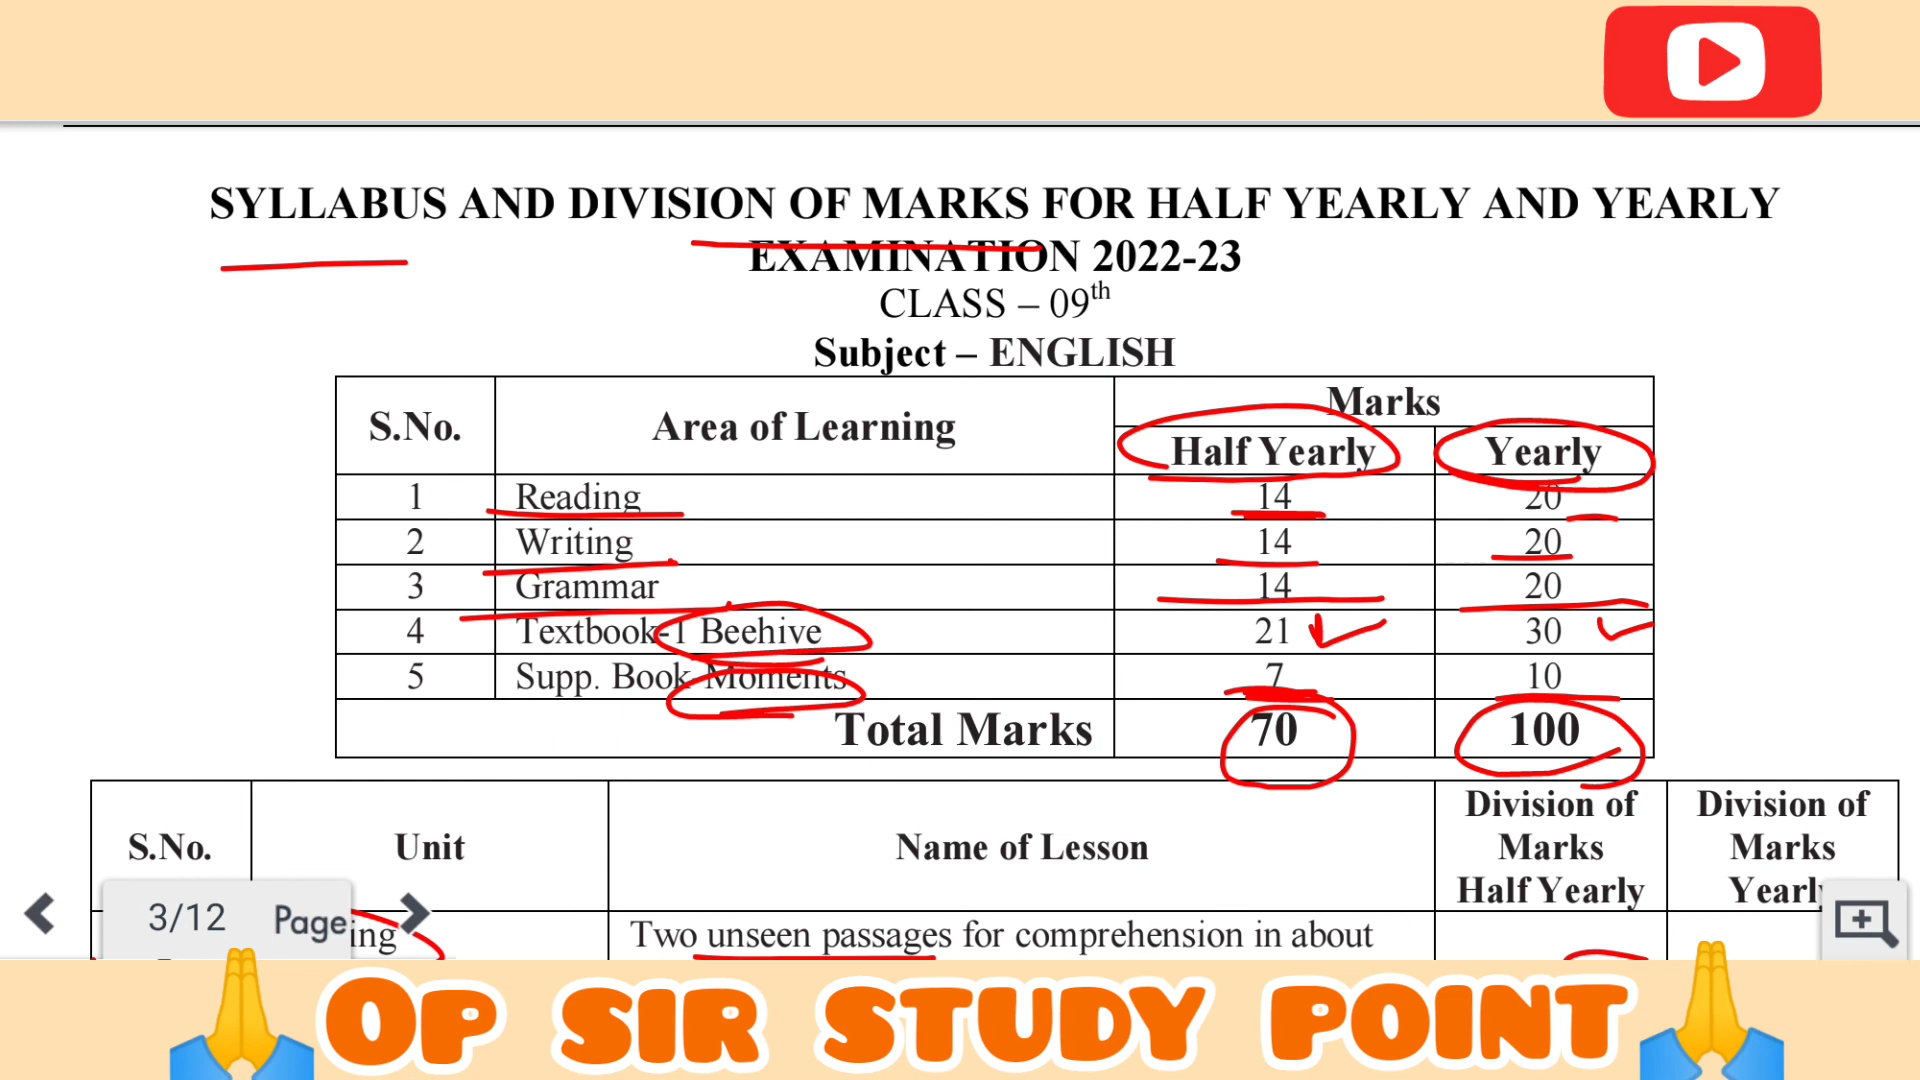 SYLLABUS AND DIVISION OF MARKS FOR HALF YEARLY AND YEARLY
EXAMINATION 2022-23
CLASS – 09th
Subject – ENGLISH
S.No. Area of Learning Marks
Half Yearly Yearly
1 Reading 14 20
2 Writing 14 20
3 Grammar 14 20
4 Textbook-1 Beehive 21 30
5 Supp. Book-Moments 7 10
Total Marks 70 100
S.No. Unit Name of Lesson Division of Marks Half Yearly Division of Marks Yearly
3/12 Page
ing Two unseen passages for comprehension in about
OP SIR STUDY POINT